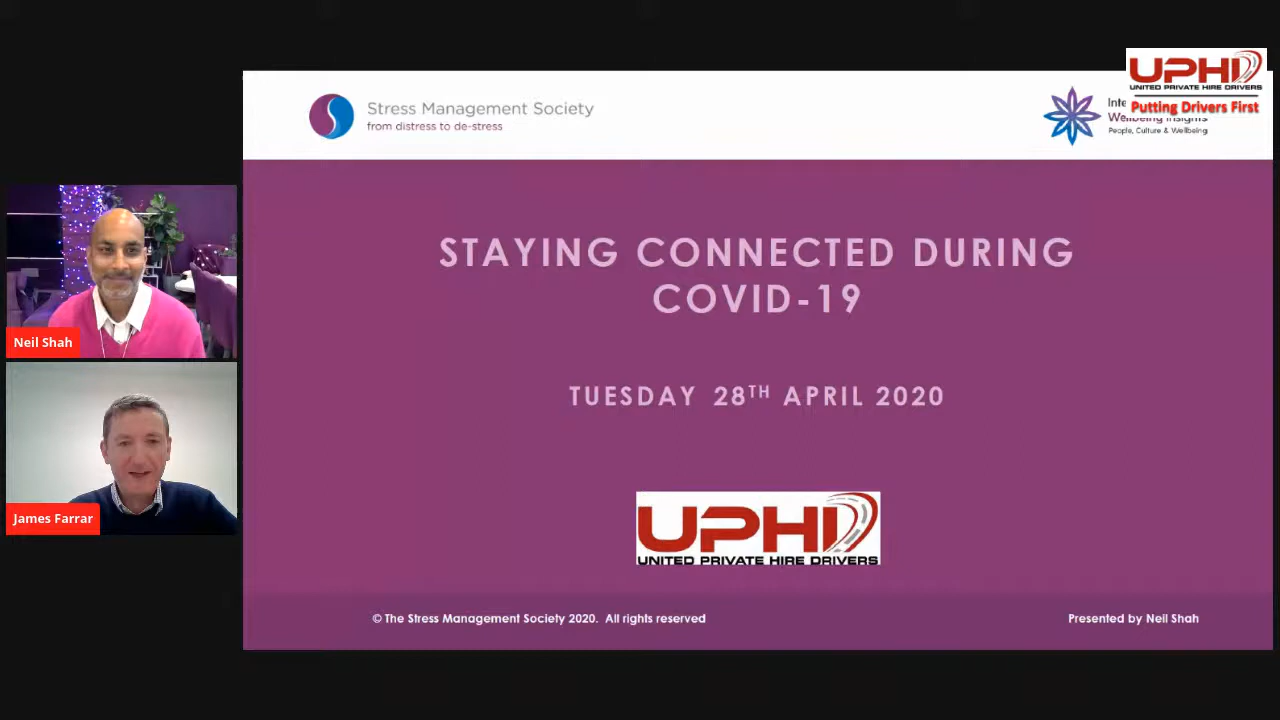 Stress Management Society
from distress to de-stress
UPHD
UNITED PRIVATE HIRE DRIVERS
Putting Drivers First
Inte
Wellbeing Insights
People, Culture & Wellbeing
STAYING CONNECTED DURING
COVID-19
TUESDAY 28TH APRIL 2020
Neil Shah
James Farrar
UPHD
UNITED PRIVATE HIRE DRIVERS
© The Stress Management Society 2020. All rights reserved
Presented by Neil Shah